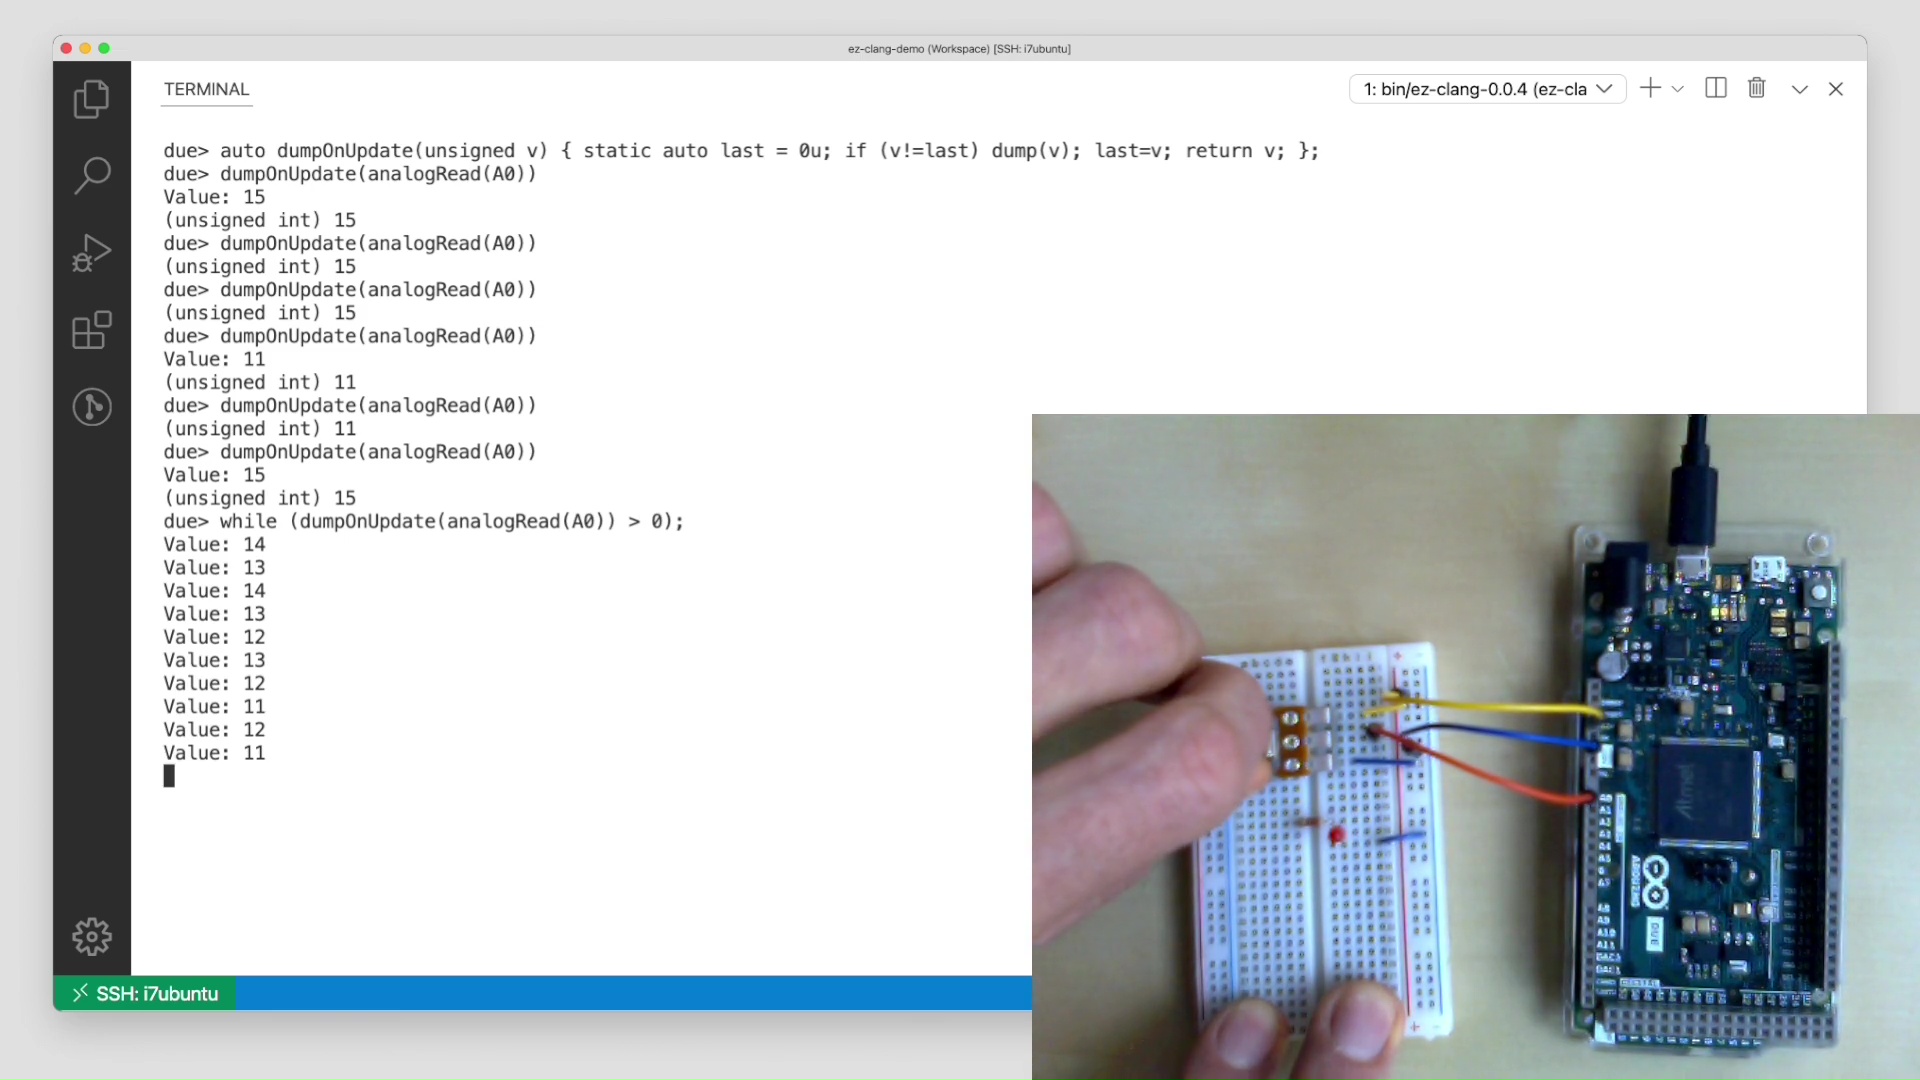 ez-clang-demo (Workspace) [SSH: i7ubuntu]
TERMINAL
1: bin/ez-clang-0.0.4 (ez-cla
due> auto dumpOnUpdate(unsigned v) { static auto last = 0u; if (v!=last) dump(v); last=v; return v; };
due> dumpOnUpdate(analogRead(A0))
Value: 15
(unsigned int) 15
due> dumpOnUpdate(analogRead(A0))
(unsigned int) 15
due> dumpOnUpdate(analogRead(A0))
(unsigned int) 15
due> dumpOnUpdate(analogRead(A0))
Value: 11
(unsigned int) 11
due> dumpOnUpdate(analogRead(A0))
(unsigned int) 11
due> dumpOnUpdate(analogRead(A0))
Value: 15
(unsigned int) 15
due> while (dumpOnUpdate(analogRead(A0)) > 0);
Value: 14
Value: 13
Value: 14
Value: 13
Value: 12
Value: 13
Value: 12
Value: 11
Value: 12
Value: 11
SSH: i7ubuntu
Atmel
ARDUINO
DUE